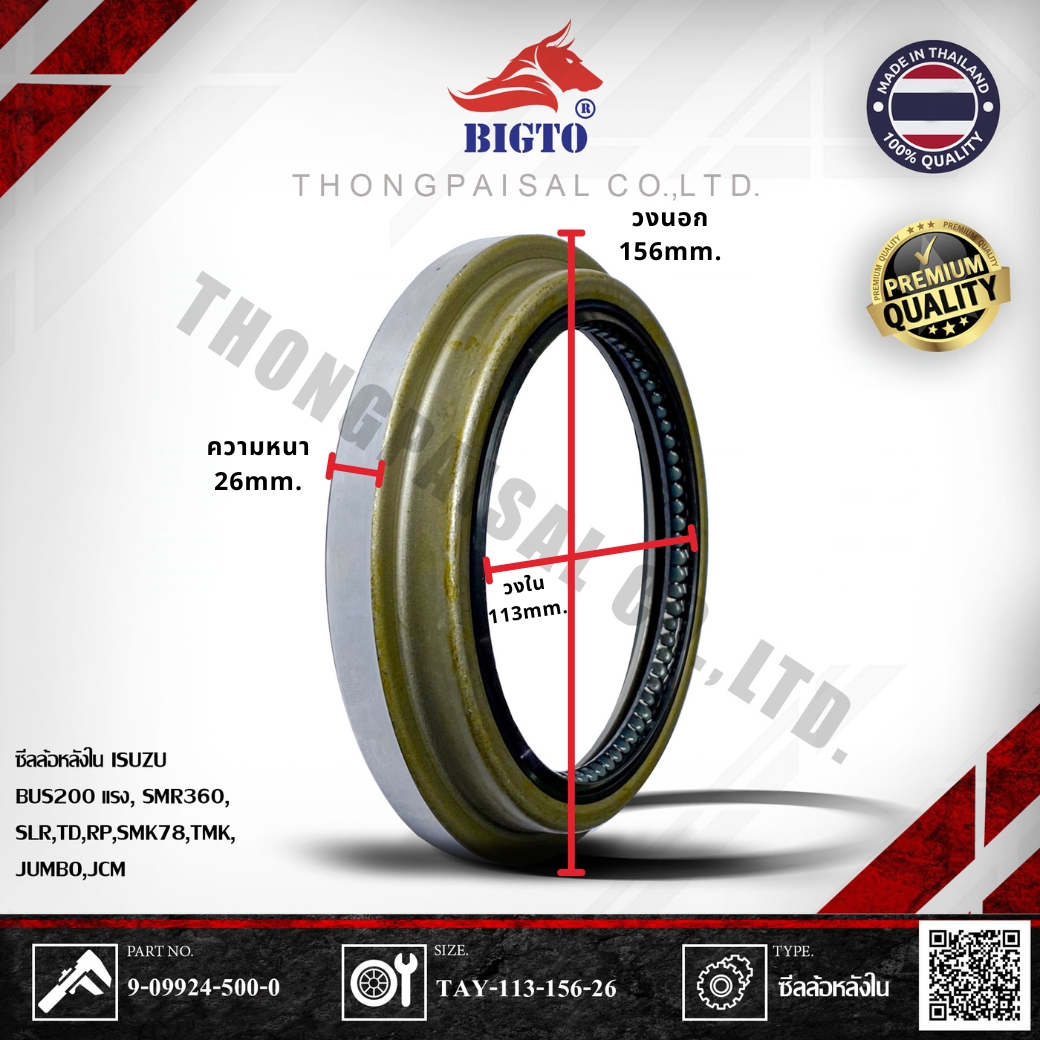 BIGTO ®
THONGPAISAL CO.,LTD.
MADE IN THAILAND
100% QUALITY
PREMIUM QUALITY
PREMIUM QUALITY
PREMIUM
QUALITY
วงนอก
156mm.
ความหนา
26mm.
วงใน
113mm.
THONGPAISAL CO.,LTD.
ซีลล้อหลังใน ISUZU
BUS200 แรง, SMR360,
SLR,TD,RP,SMK78,TMK,
JUMBO,JCM
PART NO.
9-09924-500-0
SIZE.
TAY-113-156-26
TYPE.
ซีลล้อหลังใน